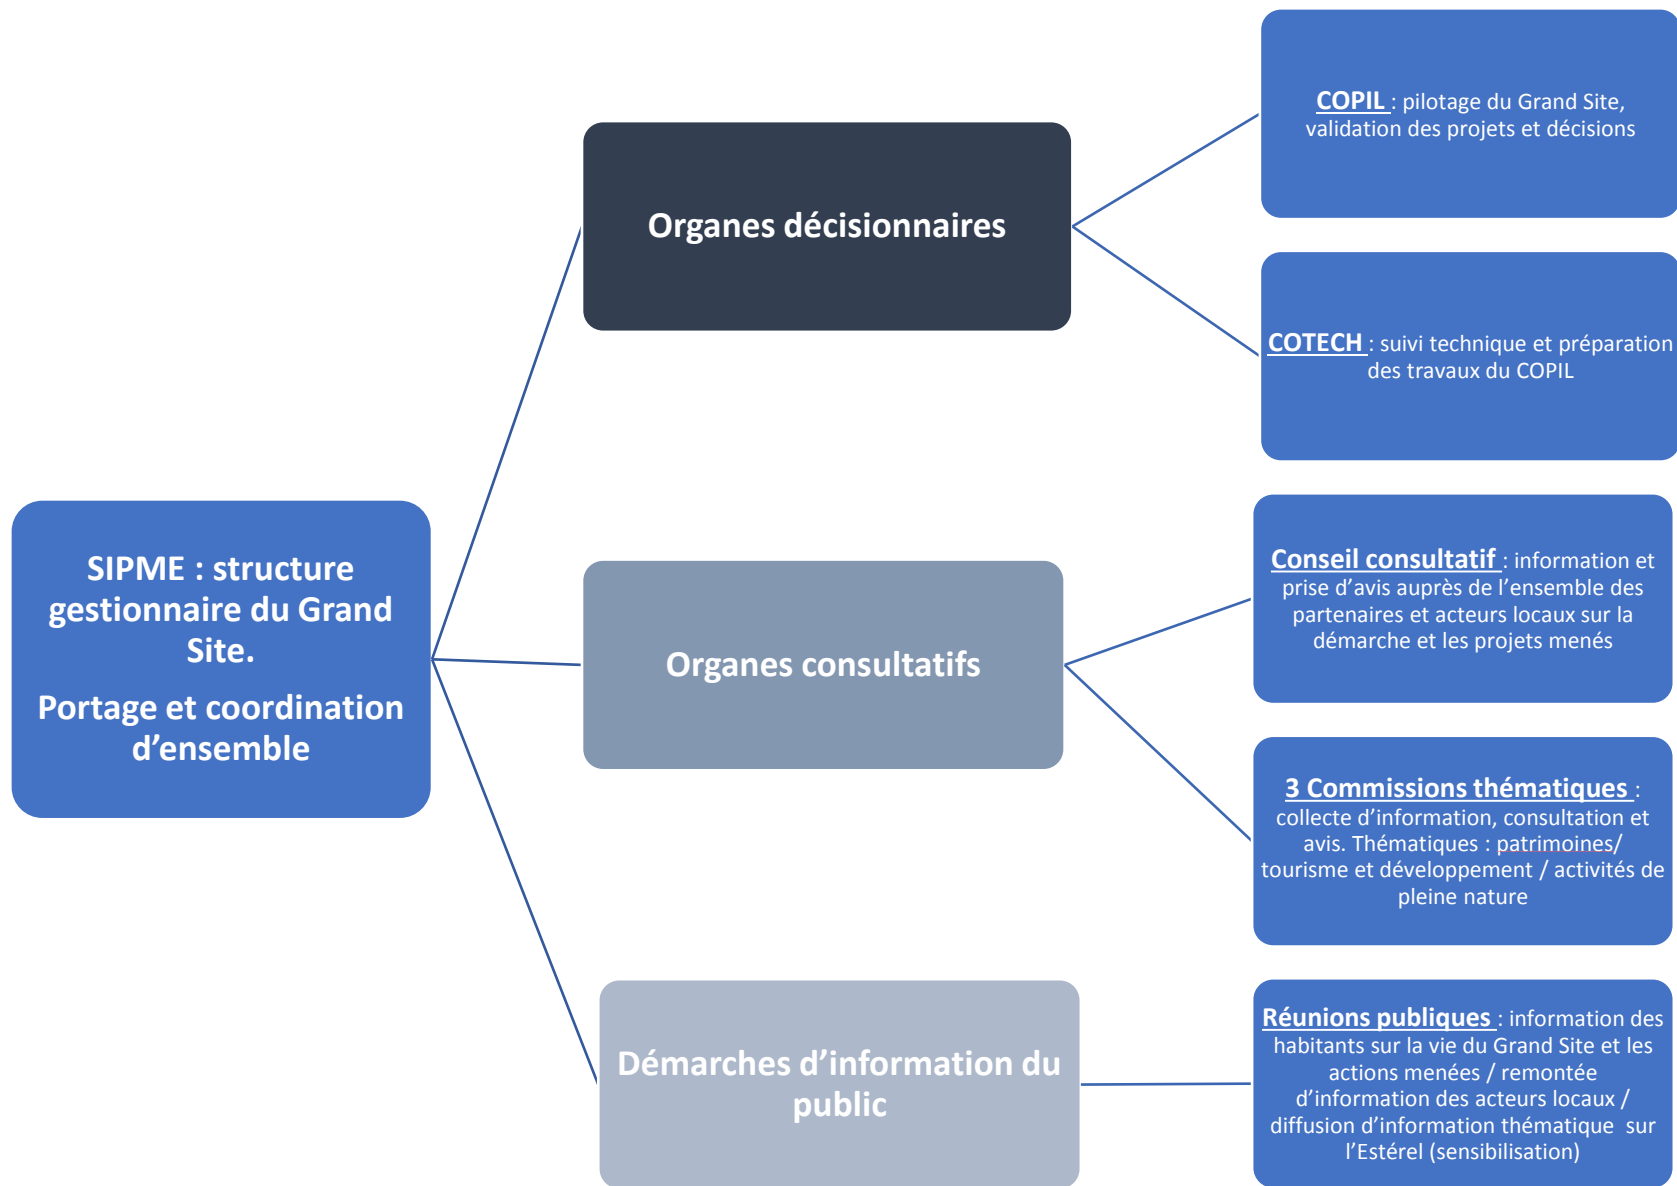 SIPME : structure
gestionnaire du Grand
Site.
Portage et coordination
d’ensemble
Organes décisionnaires
COPIL : pilotage du Grand Site,
validation des projets et décisions
COTECH : suivi technique et préparation
des travaux du COPIL
Organes consultatifs
Conseil consultatif : information et
prise d’avis auprès de l’ensemble des
partenaires et acteurs locaux sur la
démarche et les projets menés
3 Commissions thématiques :
collecte d’information, consultation et
avis. Thématiques : patrimoines/
tourisme et développement / activités de
pleine nature
Démarches d’information du
public
Réunions publiques : information des
habitants sur la vie du Grand Site et les
actions menées / remontée
d’information des acteurs locaux /
diffusion d’information thématique  sur
l’Estérel (sensibilisation)